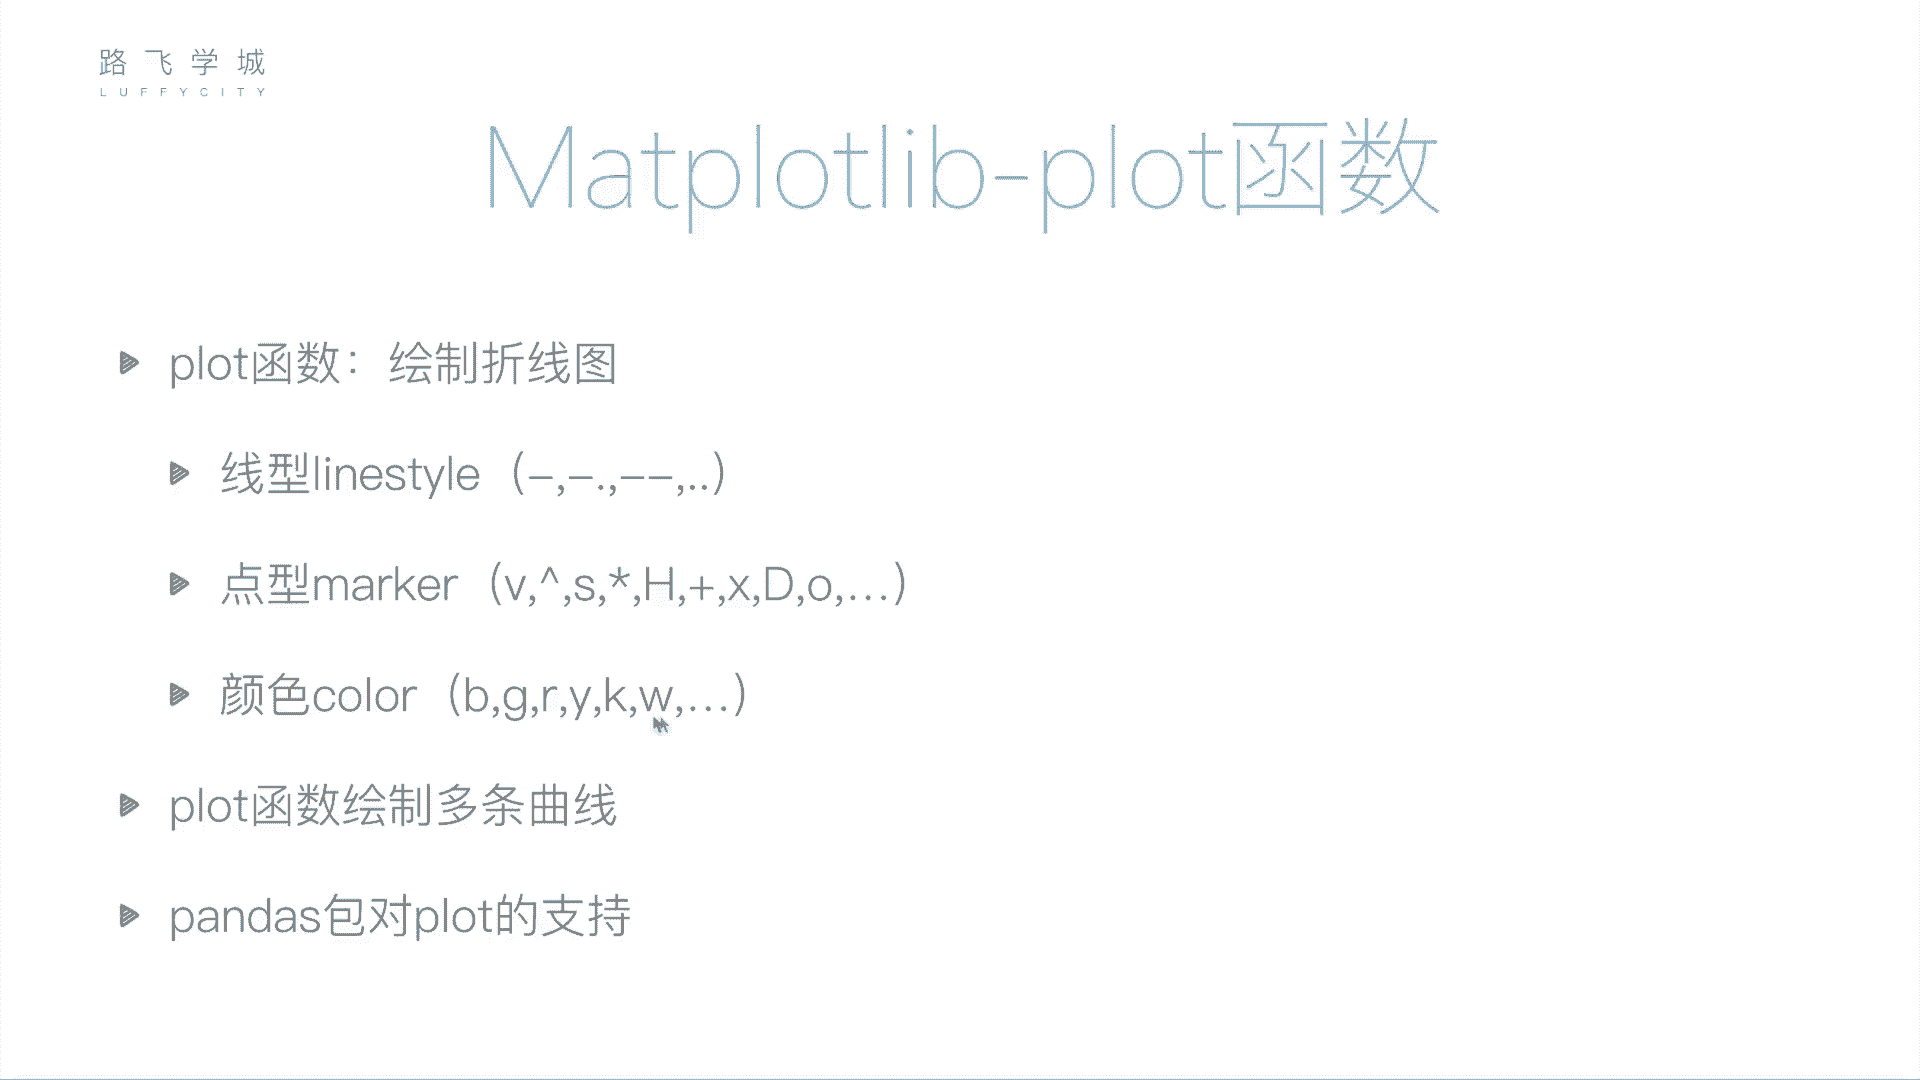 路飞学城
LUFFYCITY
Matplotlib-plot函数
plot函数：绘制折线图
线型linestyle（-,-.,--,..）
点型marker（v,^,s,*,H,+,x,D,o,...）
颜色color（b,g,r,y,k,w,...）
plot函数绘制多条曲线
pandas包对plot的支持